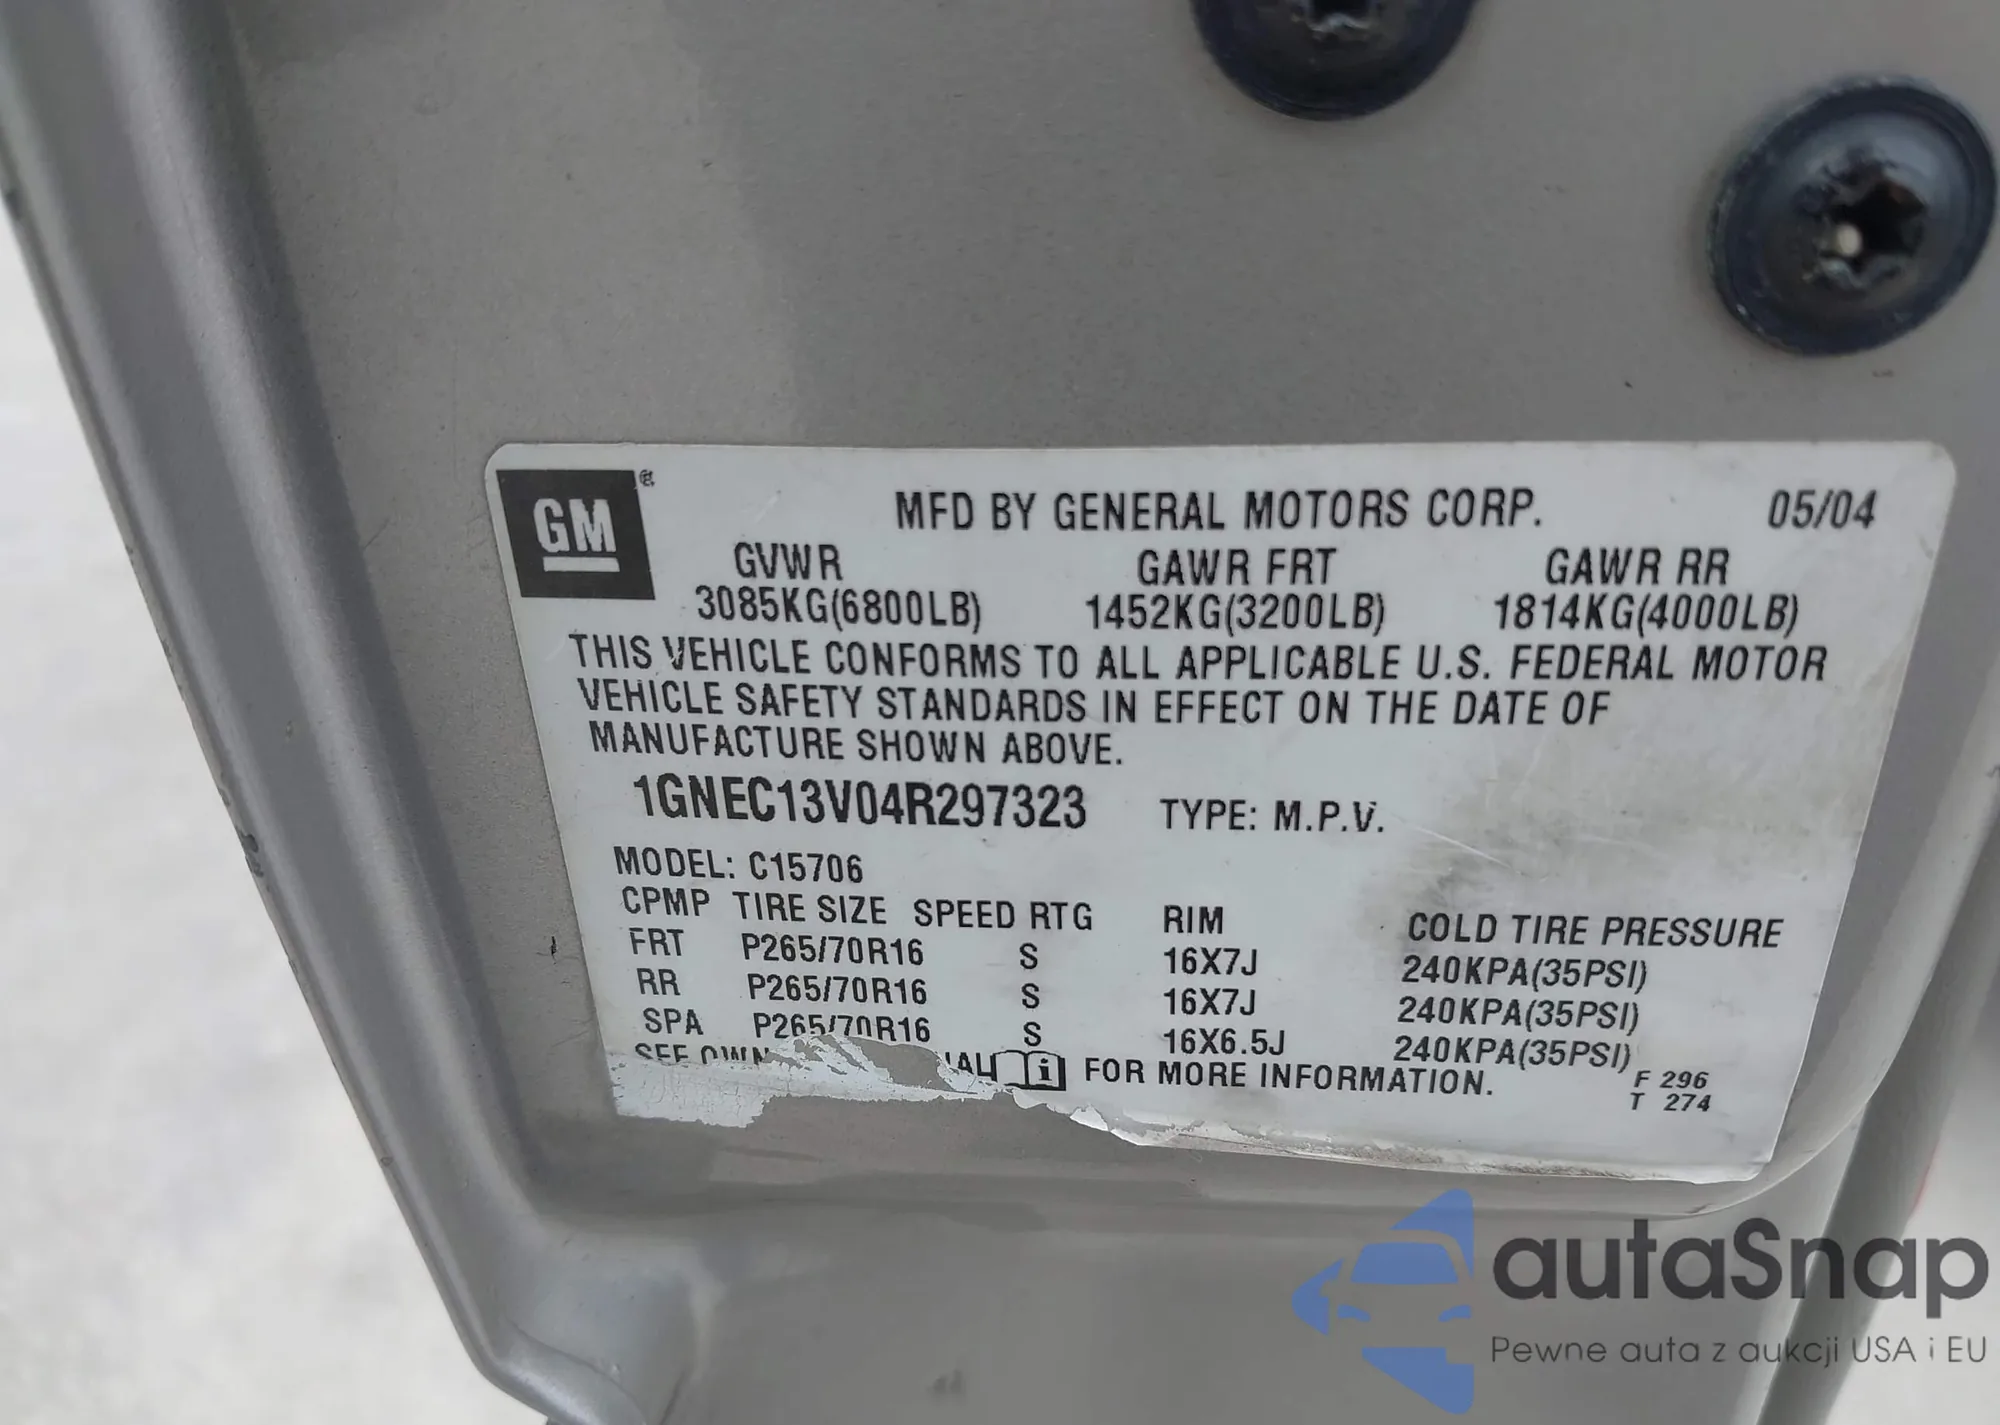 GM ®
MFD BY GENERAL MOTORS CORP. 05/04
GVWR GAWR FRT GAWR RR
3085KG(6800LB) 1452KG(3200LB) 1814KG(4000LB)
THIS VEHICLE CONFORMS TO ALL APPLICABLE U.S. FEDERAL MOTOR
VEHICLE SAFETY STANDARDS IN EFFECT ON THE DATE OF
MANUFACTURE SHOWN ABOVE.
1GNEC13V04R297323 TYPE: M.P.V.
MODEL: C15706
CPMP TIRE SIZE SPEED RTG RIM COLD TIRE PRESSURE
FRT P265/70R16 S 16X7J 240KPA(35PSI)
RR P265/70R16 S 16X7J 240KPA(35PSI)
SPA P265/70R16 S 16X6.5J 240KPA(35PSI)
SEE FOR MORE INFORMATION.
F 296
T 274
autaSnap
Pewne auta z aukcji USA i EU